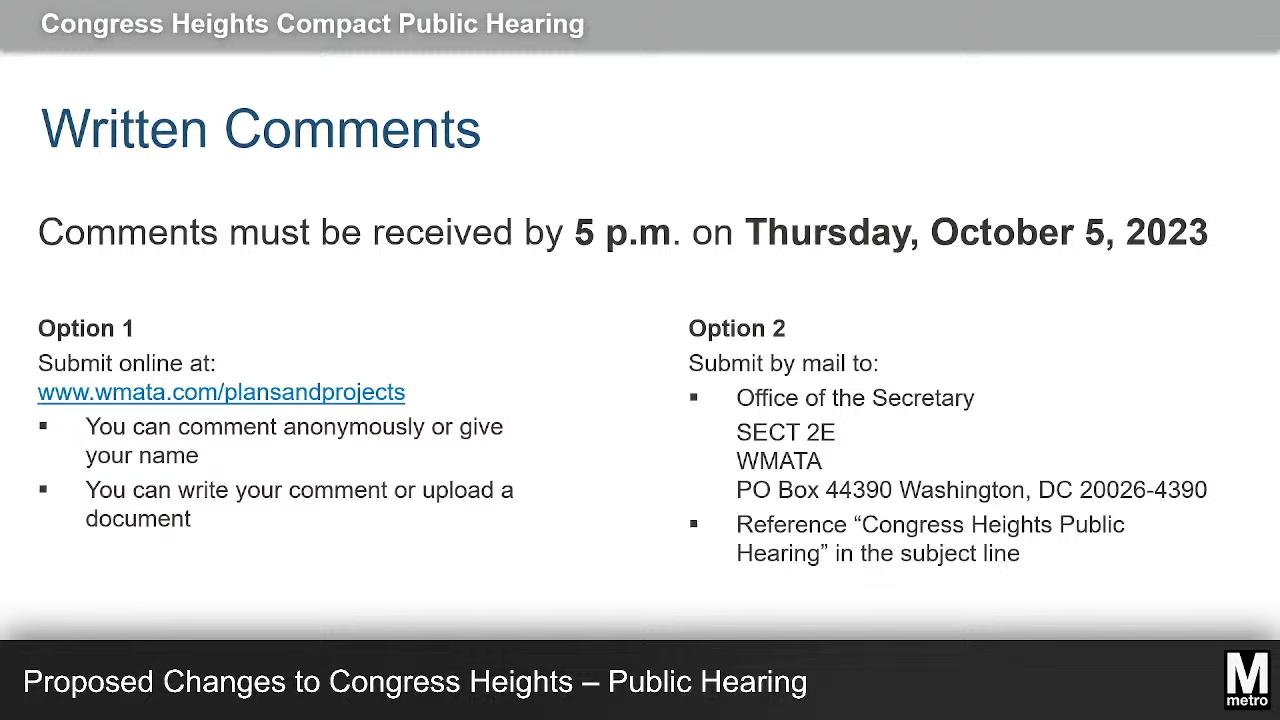 Congress Heights Compact Public Hearing
Written Comments
Comments must be received by 5 p.m. on Thursday, October 5, 2023
Option 1
Submit online at:
www.wmata.com/plansandprojects
▪ You can comment anonymously or give
your name
▪ You can write your comment or upload a
document
Option 2
Submit by mail to:
▪ Office of the Secretary
SECT 2E
WMATA
PO Box 44390 Washington, DC 20026-4390
▪ Reference “Congress Heights Public
Hearing” in the subject line
Proposed Changes to Congress Heights – Public Hearing
M
metro